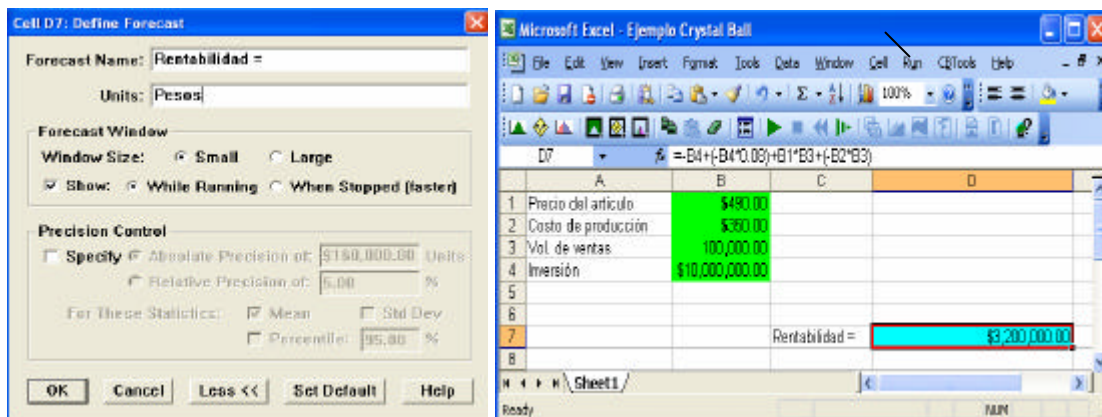 Cell D7: Define Forecast
Forecast Name: Rentabilidad =
Units: Pesos
Forecast Window
Window Size: Small Large
Show: While Running When Stopped (faster)
Precision Control
Specify Absolute Precision of: $160,000.00 Units
Relative Precision of: 5.00 %
For These Statistics: Mean Std Dev
Percentile: 95.00 %
OK Cancel Less << Set Default Help
Microsoft Excel - Ejemplo Crystal Ball
File Edit View Insert Format Tools Data Window Cell Run CBTools Help
100%
D7 fx =-B4+(-B4*0.08)+B1*B3+(-B2*B3)
A B C D
1 Precio del articulo $490.00
2 Costo de producción $350.00
3 Vol. de ventas 100,000.00
4 Inversión $10,000,000.00
5
6
7 Rentabilidad = $3,200,000.00
8
Sheet1
Ready NUM